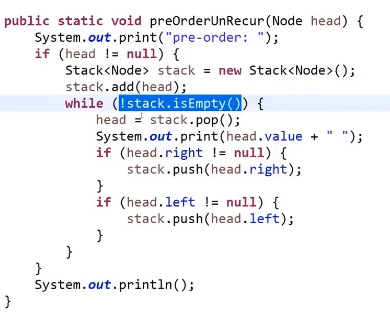 public static void preOrderUnRecur(Node head) {
    System.out.print("pre-order: ");
    if (head != null) {
        Stack<Node> stack = new Stack<Node>();
        stack.add(head);
        while (!stack.isEmpty()) {
            head = stack.pop();
            System.out.print(head.value + " ");
            if (head.right != null) {
                stack.push(head.right);
            }
            if (head.left != null) {
                stack.push(head.left);
            }
        }
    }
    System.out.println();
}